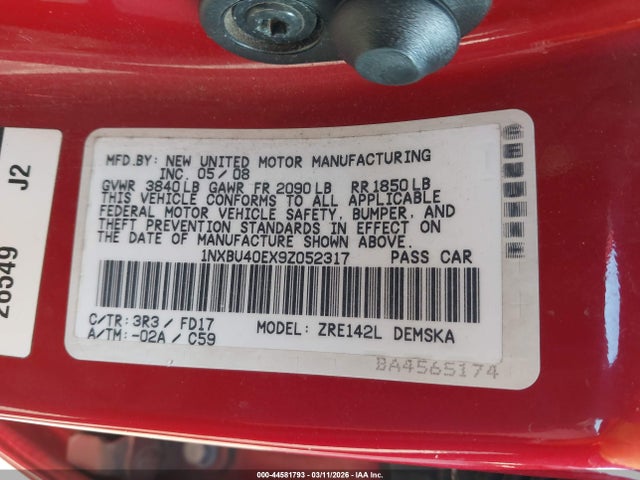 MFD.BY: NEW UNITED MOTOR MANUFACTURING
INC. 05/08
GVWR 3840LB GAWR FR 2090LB RR 1850LB
THIS VEHICLE CONFORMS TO ALL APPLICABLE
FEDERAL MOTOR VEHICLE SAFETY, BUMPER, AND
THEFT PREVENTION STANDARDS IN EFFECT ON
THE DATE OF MANUFACTURE SHOWN ABOVE.
1NXBU40EX9Z052317 PASS CAR
C/TR: 3R3 / FD17 MODEL: ZRE142L DEMSKA
A/TM: -02A / C59
BA4565174
J2
26549
000-44581793 - 03/11/2026 - IAA Inc.